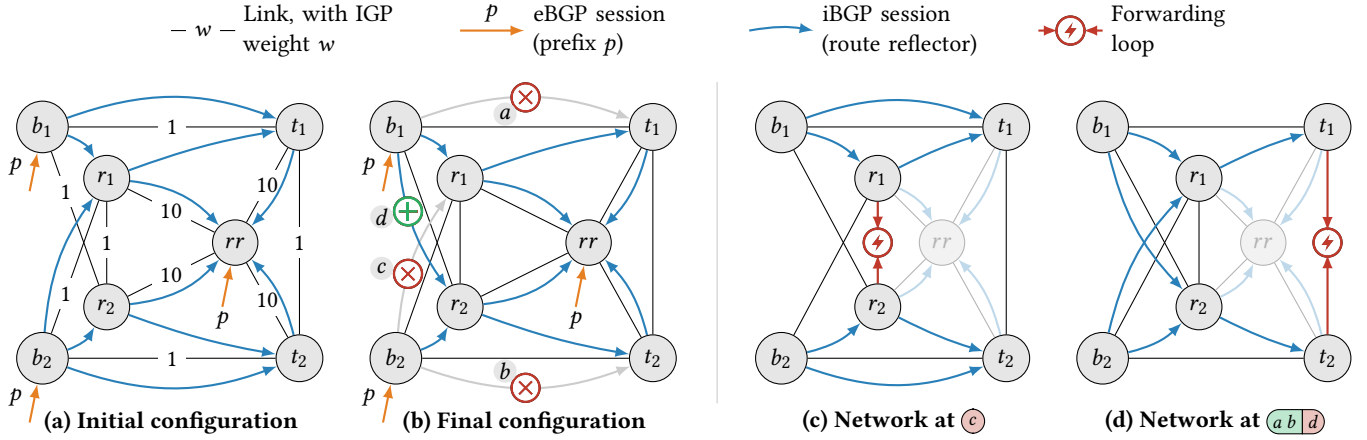 – w – Link, with IGP weight w
p eBGP session (prefix p)
iBGP session (route reflector)
Forwarding loop
b1 1 t1
p
r1
1 10 10
1 rr 1
1 10 10
r2 p
b2 1 t2
p
(a) Initial configuration
a
b1 t1
p
r1
d
rr
c
r2 p
b2 b t2
p
(b) Final configuration
b1 t1
r1
rr
r2
b2 t2
(c) Network at c
b1 t1
r1
rr
r2
b2 t2
(d) Network at a b d